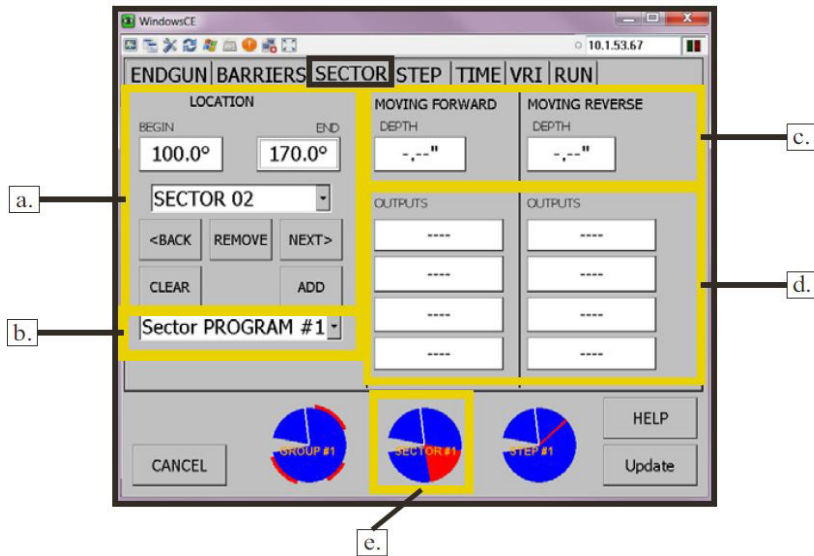 WindowsCE
10.1.53.67
ENDGUN BARRIERS SECTOR STEP TIME VRI RUN
LOCATION
BEGIN END
100.0° 170.0°
SECTOR 02
<BACK REMOVE NEXT>
CLEAR ADD
Sector PROGRAM #1
MOVING FORWARD MOVING REVERSE
DEPTH DEPTH
-.--" -.--"
OUTPUTS OUTPUTS
---- ----
---- ----
---- ----
---- ----
CANCEL
GROUP #1 SECTOR #1 STEP #1
HELP
Update
a.
b.
c.
d.
e.